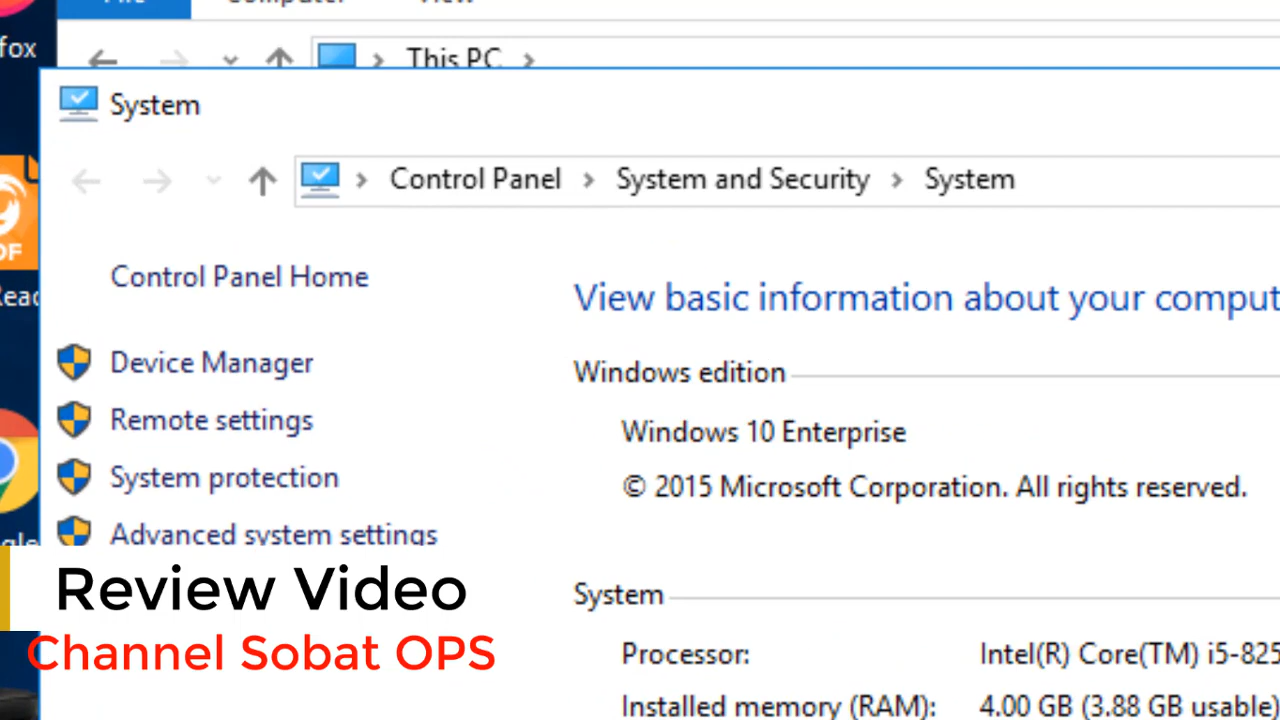 This PC
fox
System
Control Panel > System and Security > System
Control Panel Home
View basic information about your comput
Device Manager
Windows edition
Remote settings
Windows 10 Enterprise
System protection
© 2015 Microsoft Corporation. All rights reserved.
Advanced system settings
Review Video
System
Channel Sobat OPS
Processor: Intel(R) Core(TM) i5-825
Installed memory (RAM): 4.00 GB (3.88 GB usable)